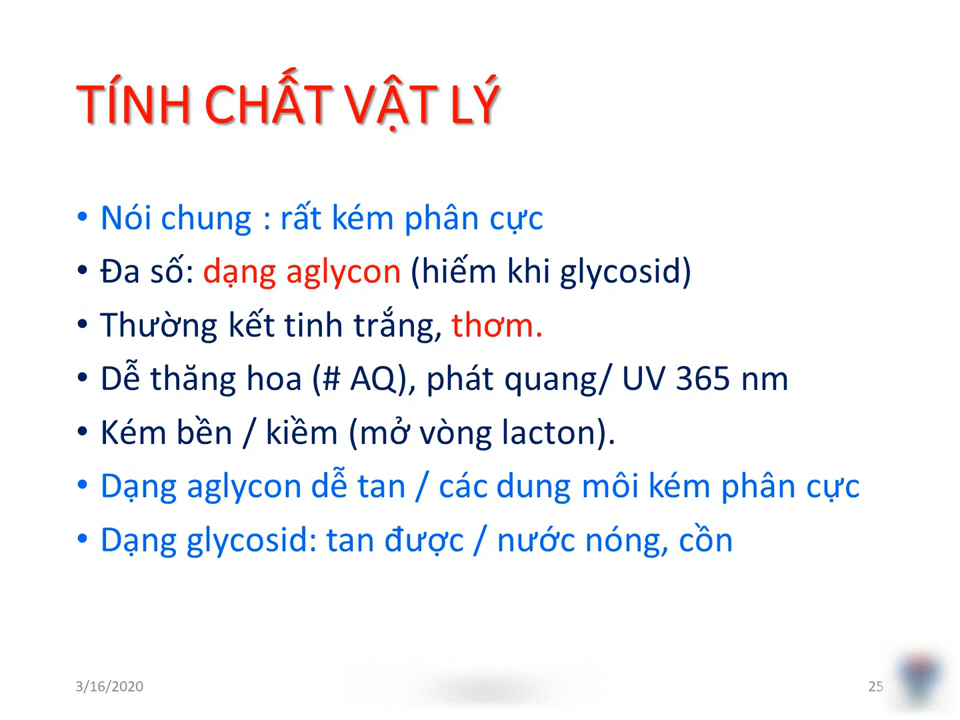 TÍNH CHẤT VẬT LÝ
• Nói chung : rất kém phân cực
• Đa số: dạng aglycon (hiếm khi glycosid)
• Thường kết tinh trắng, thơm.
• Dễ thăng hoa (# AQ), phát quang/ UV 365 nm
• Kém bền / kiềm (mở vòng lacton).
• Dạng aglycon dễ tan / các dung môi kém phân cực
• Dạng glycosid: tan được / nước nóng, cồn
3/16/2020
25